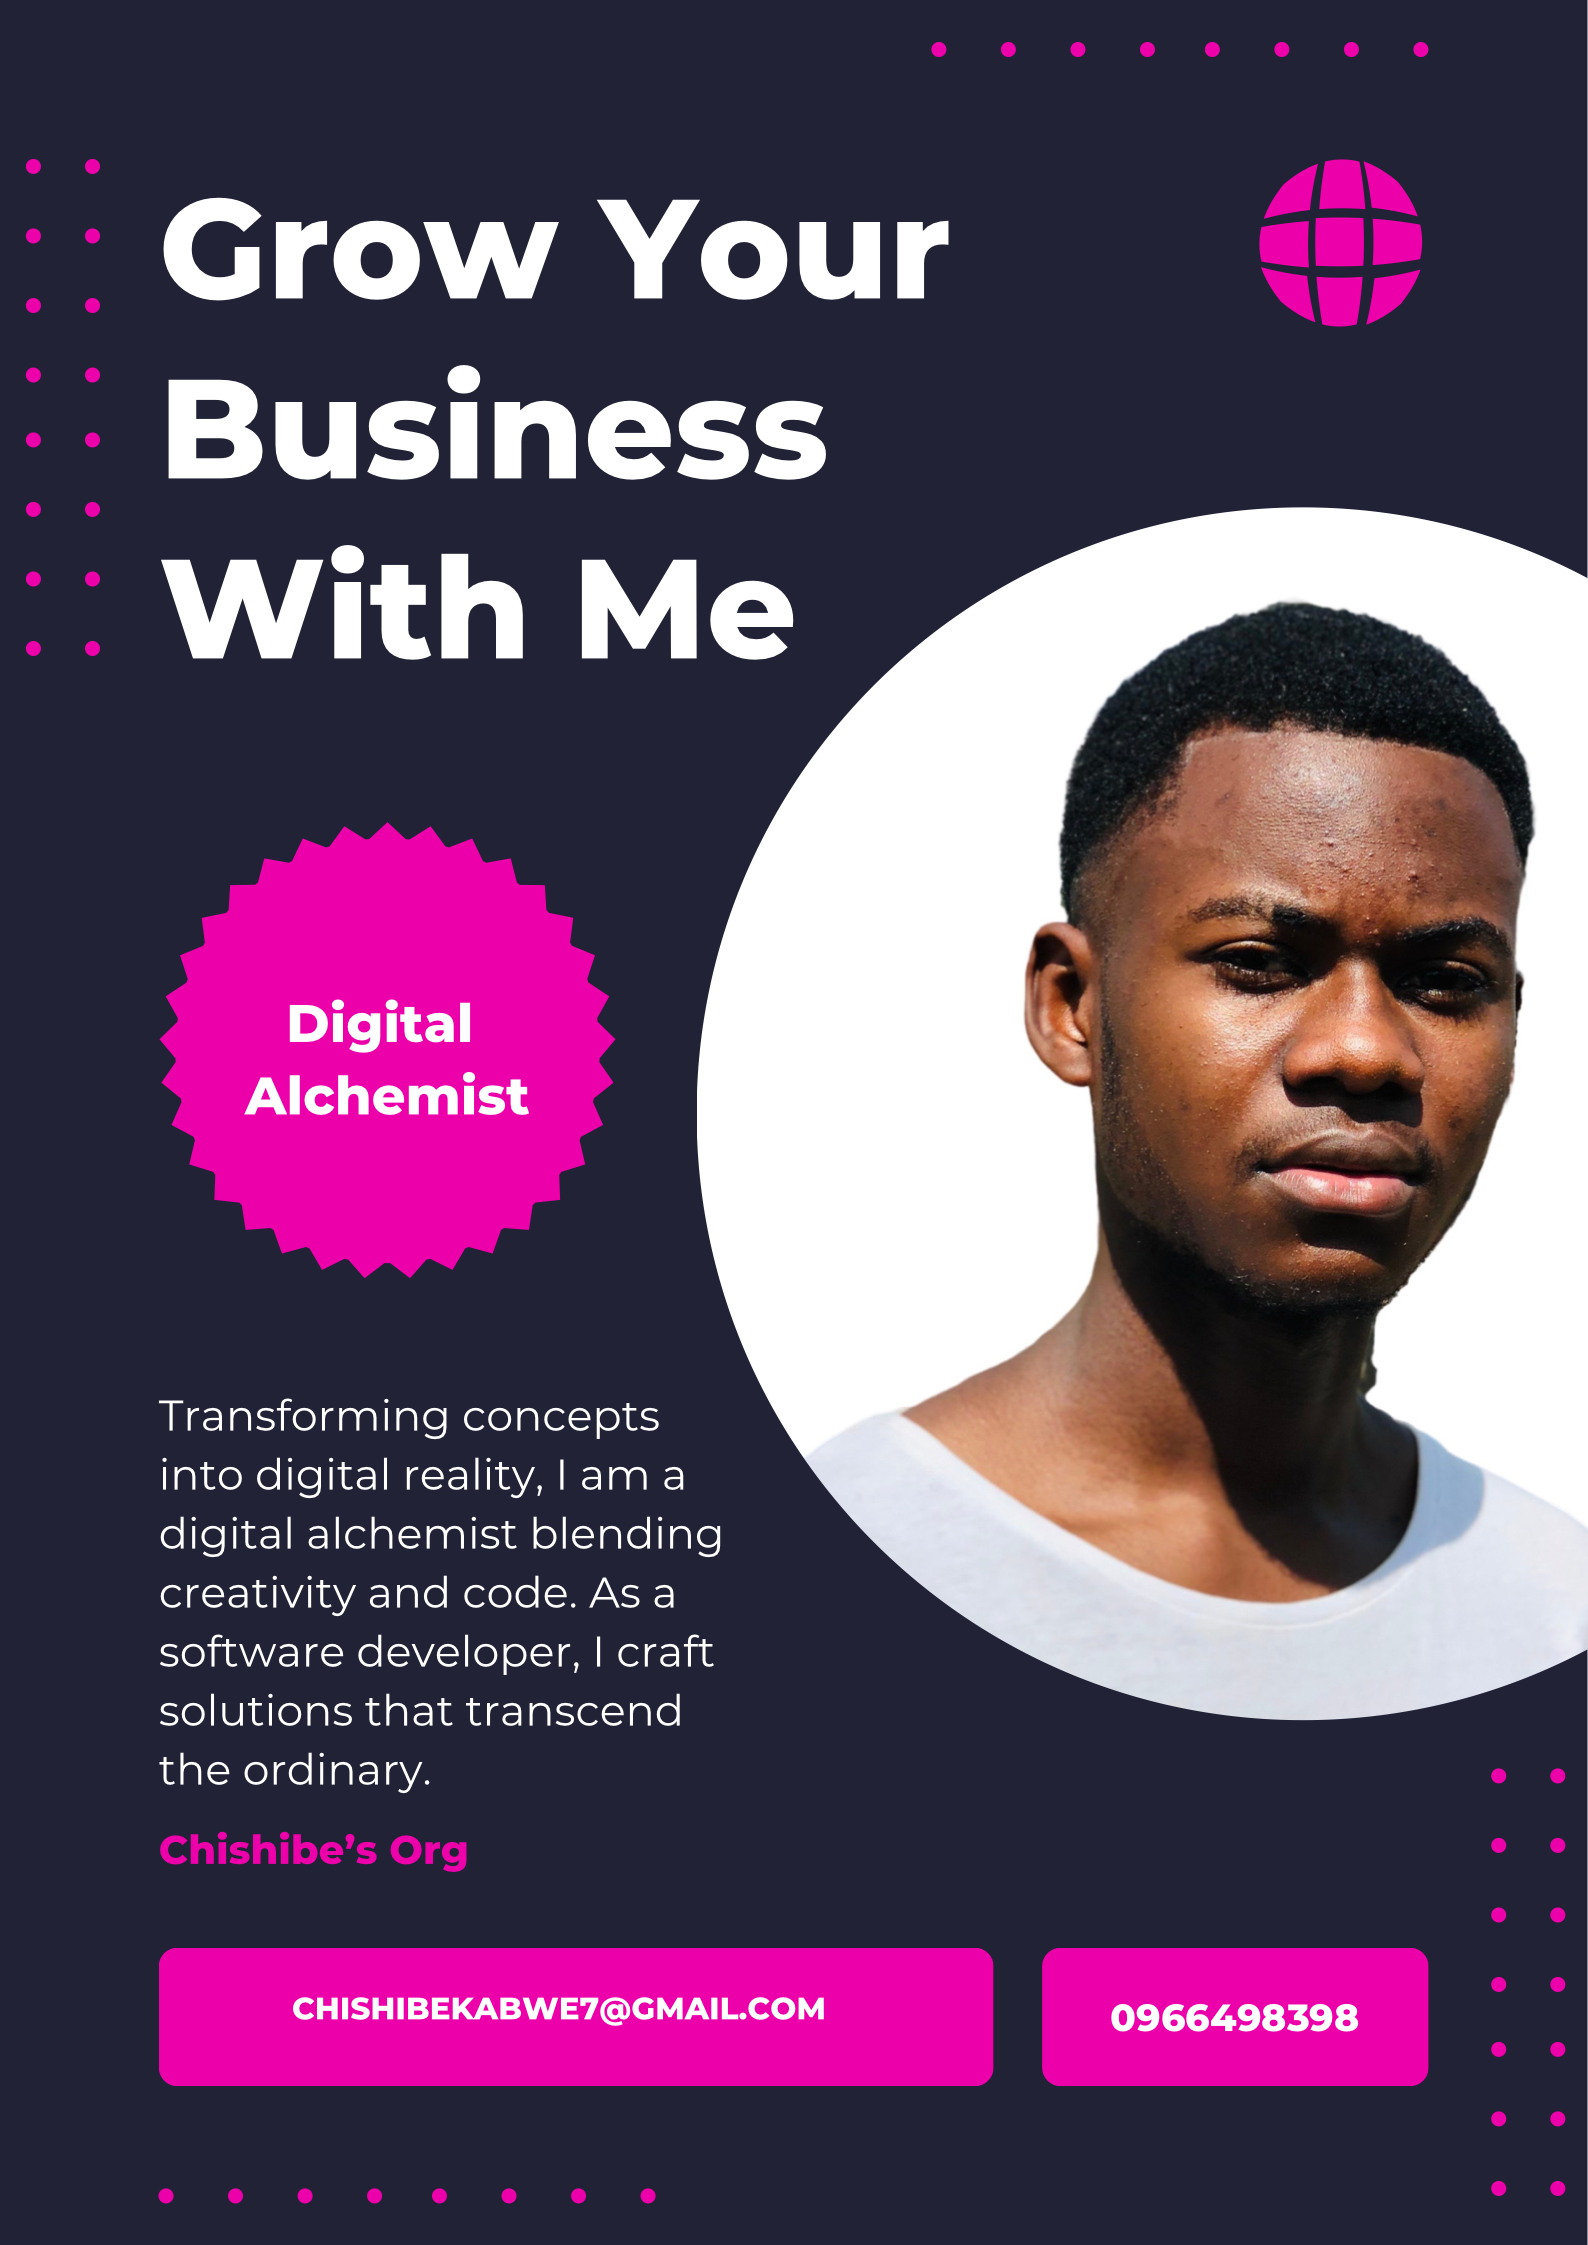 Grow Your
Business
With Me
Digital
Alchemist
Transforming concepts
into digital reality, I am a
digital alchemist blending
creativity and code. As a
software developer, I craft
solutions that transcend
the ordinary.
Chishibe’s Org
CHISHIBEKABWE7@GMAIL.COM
0966498398